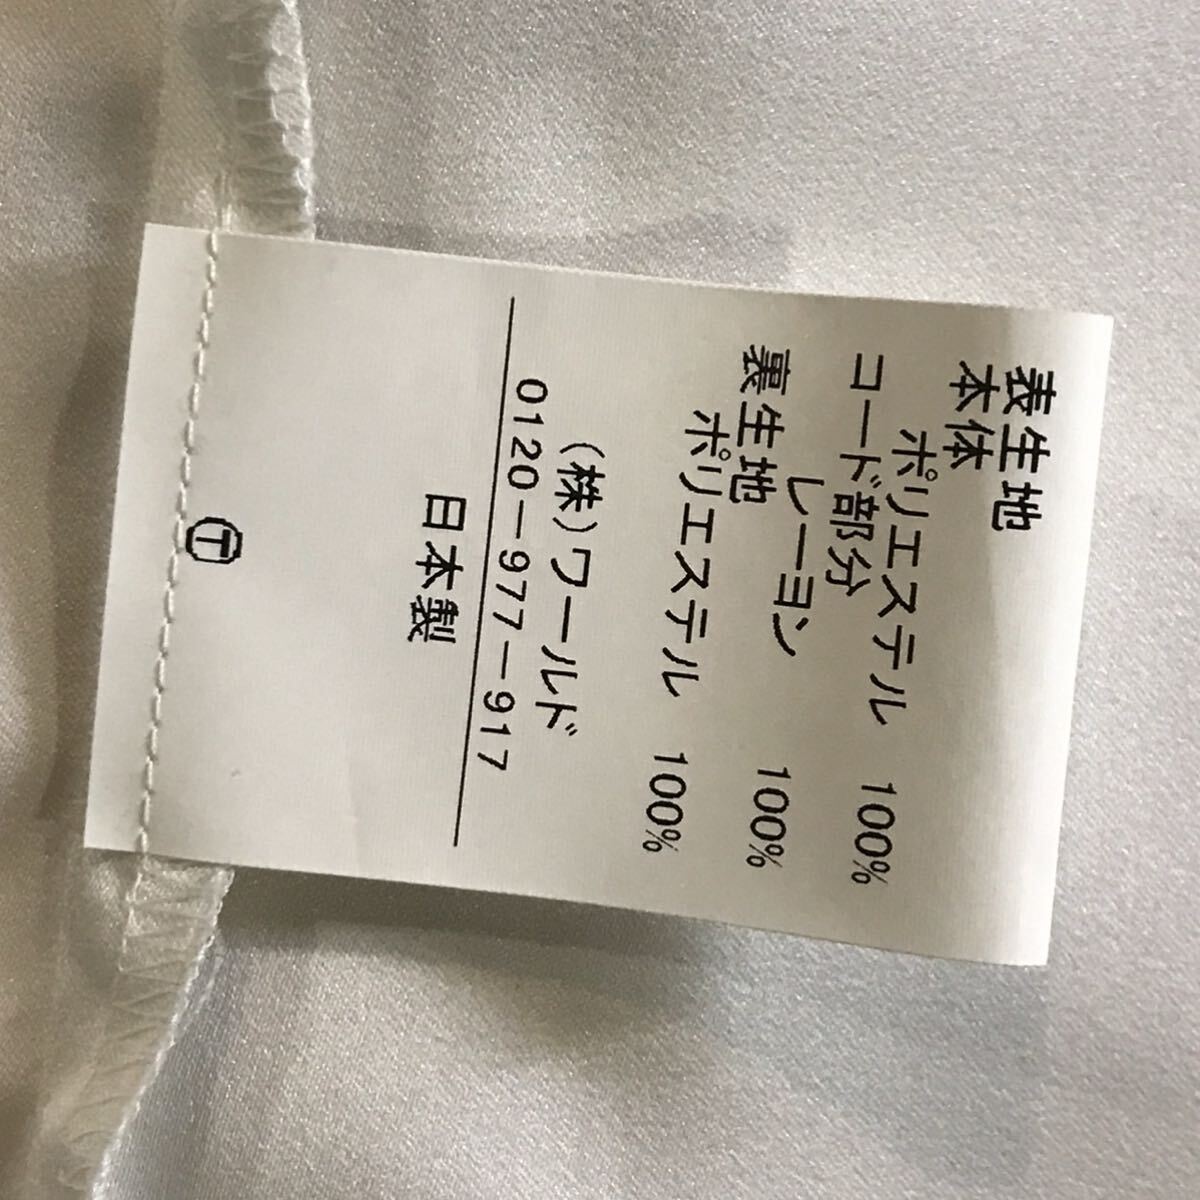 表生地
本体
ポリエステル 100%
コード部分
レーヨン 100%
裏生地
ポリエステル 100%
(株)ワールド
0120-977-917
日本製
T